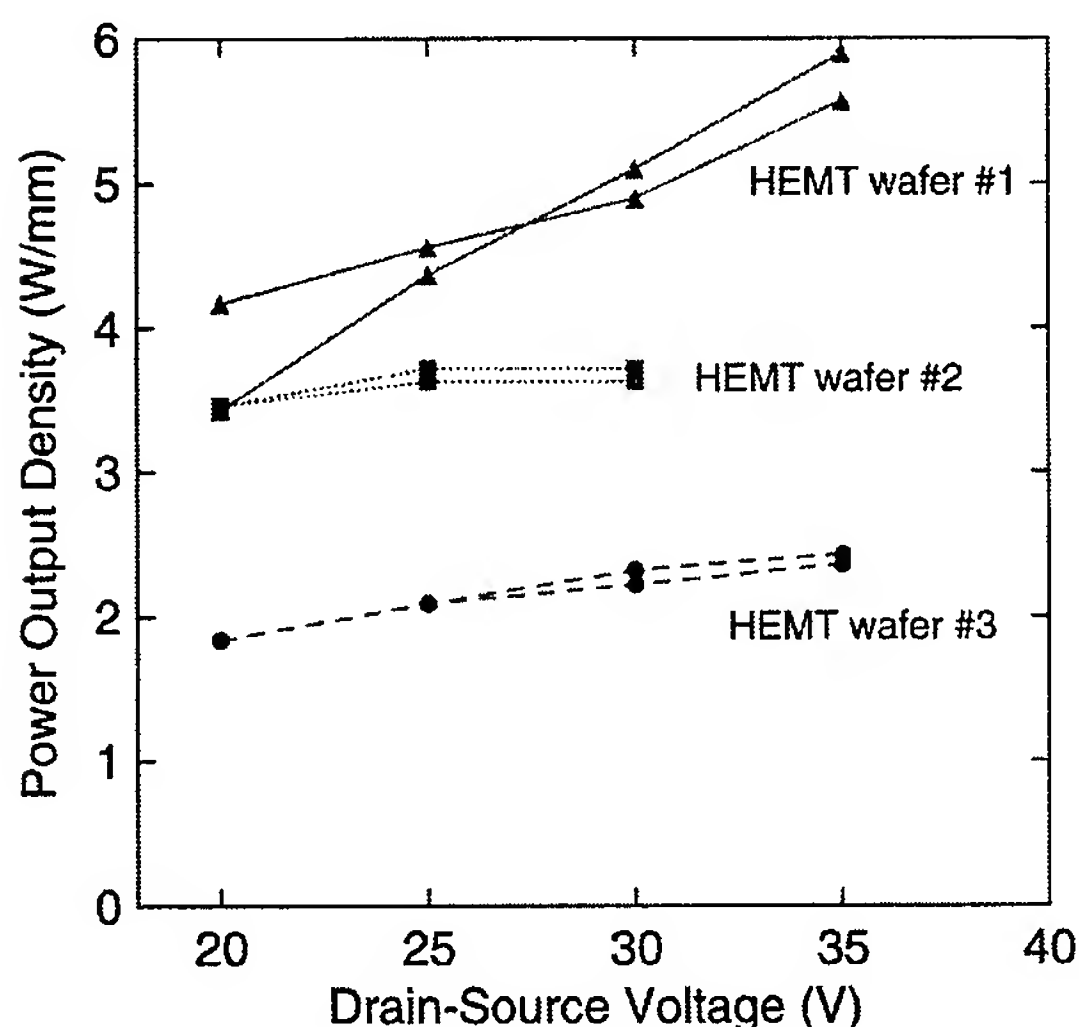 6
5
4
3
2
1
0
Power Output Density (W/mm)
HEMT wafer #1
HEMT wafer #2
HEMT wafer #3
20 25 30 35 40
Drain-Source Voltage (V)